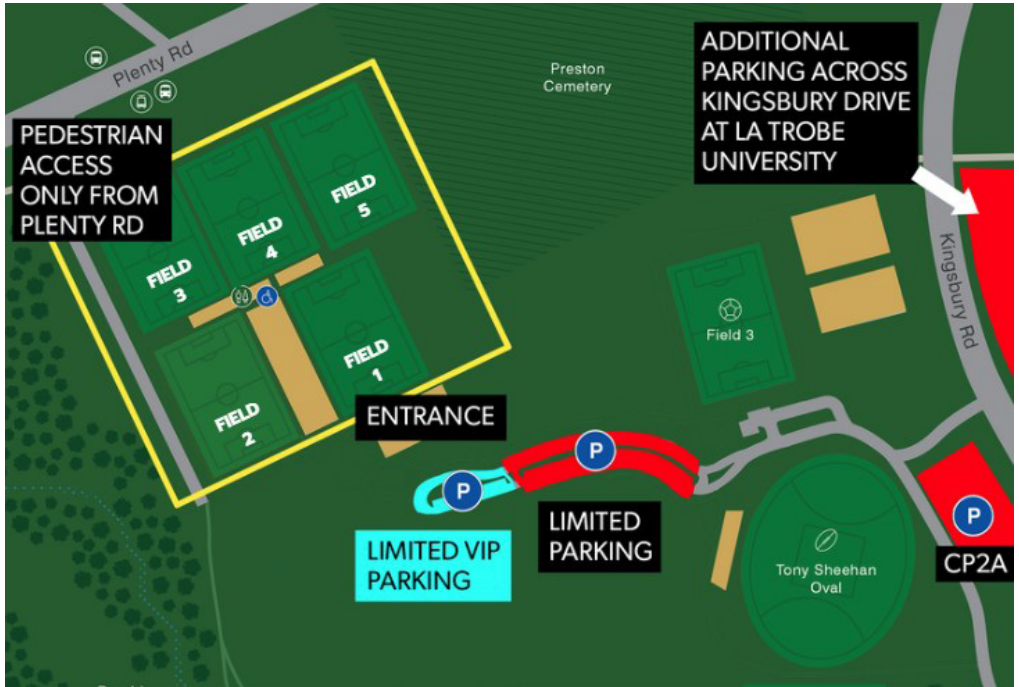 Plenty Rd
PEDESTRIAN
ACCESS
ONLY FROM
PLENTY RD
Preston
Cemetery
ADDITIONAL
PARKING ACROSS
KINGSBURY DRIVE
AT LA TROBE
UNIVERSITY
FIELD
5
FIELD
4
FIELD
3
FIELD
1
FIELD
2
Kingsbury Rd
Field 3
ENTRANCE
P
P
LIMITED VIP
PARKING
LIMITED
PARKING
P
CP2A
Tony Sheehan
Oval